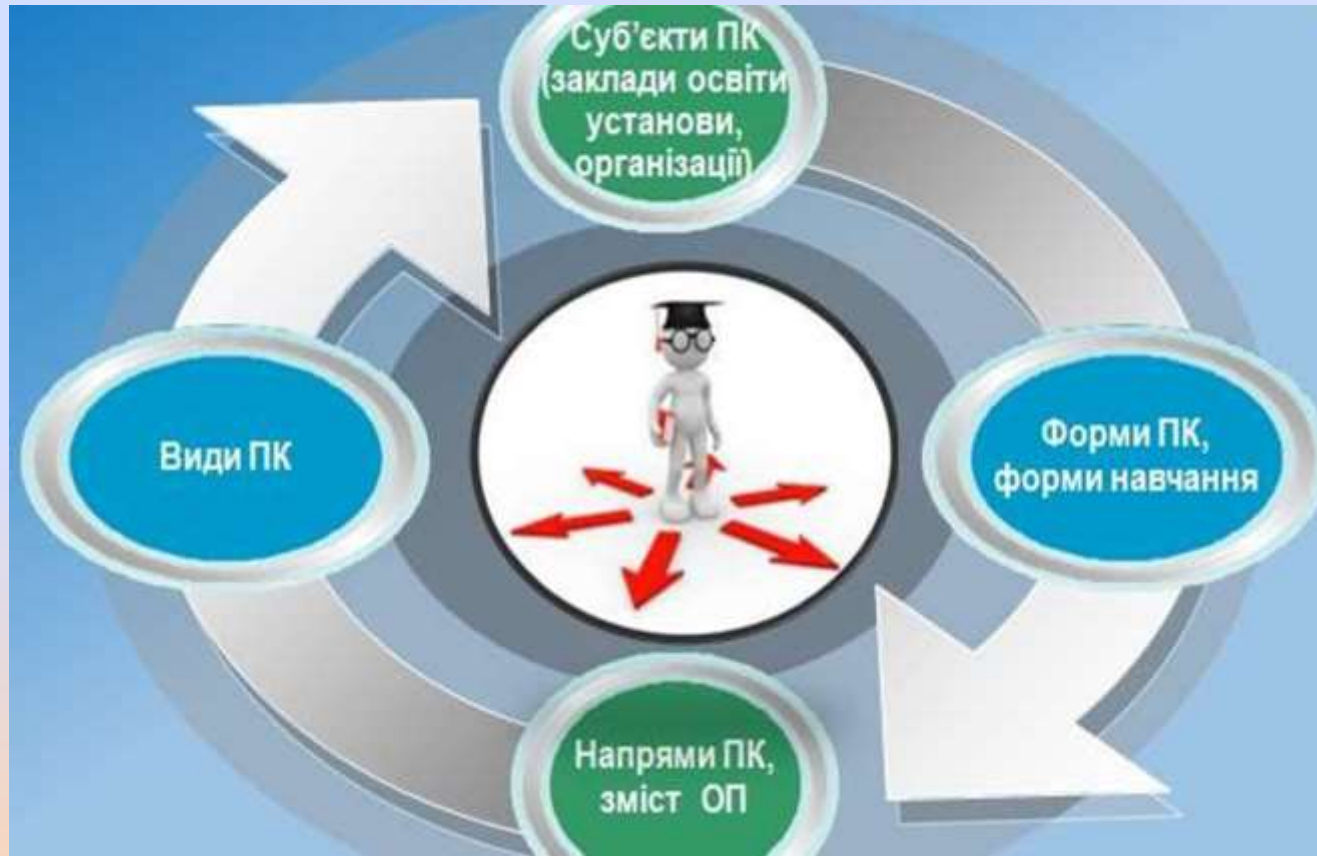 Суб’єкти ПК
(заклади освіти
установи,
організації)
Види ПК
Форми ПК,
форми навчання
Напрями ПК,
зміст ОП